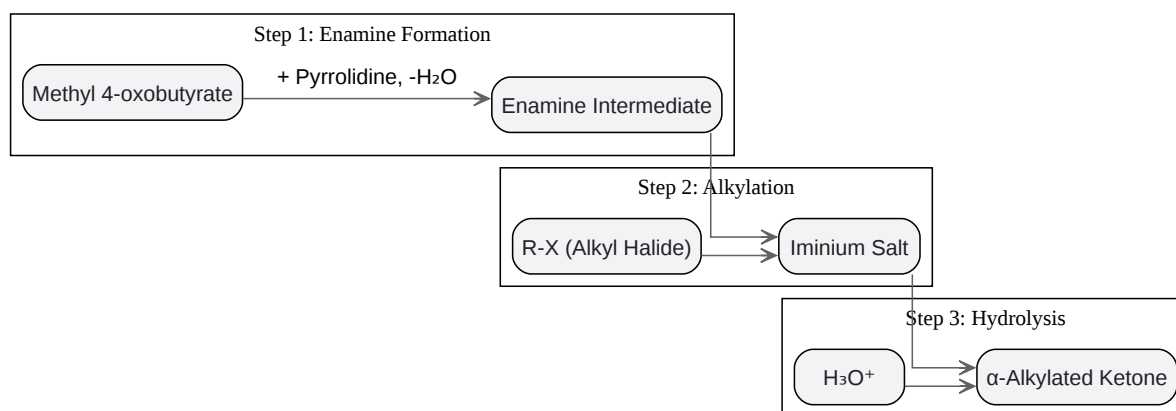 Step 1: Enamine Formation
Methyl 4-oxobutyrate
+ Pyrrolidine, -H₂O
Enamine Intermediate
Step 2: Alkylation
R-X (Alkyl Halide)
Iminium Salt
Step 3: Hydrolysis
H₃O⁺
α-Alkylated Ketone